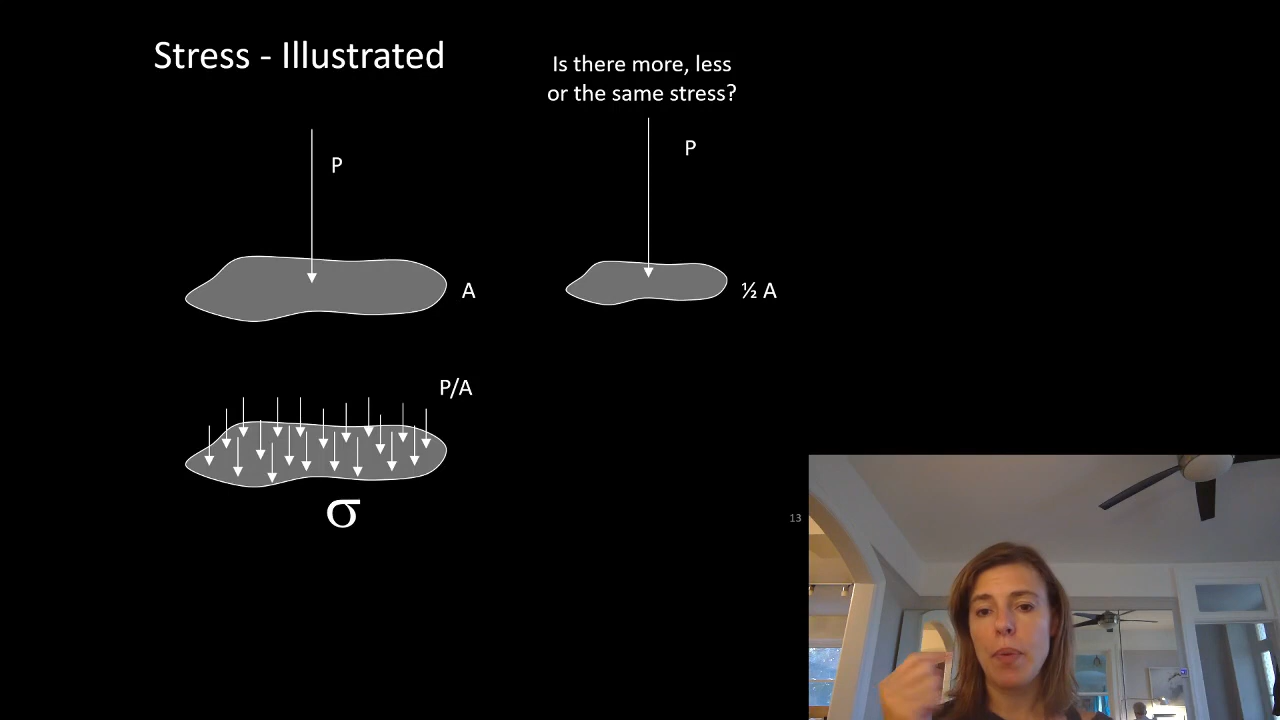 Stress - Illustrated
Is there more, less
or the same stress?
P
P
A
½ A
P/A
σ
13